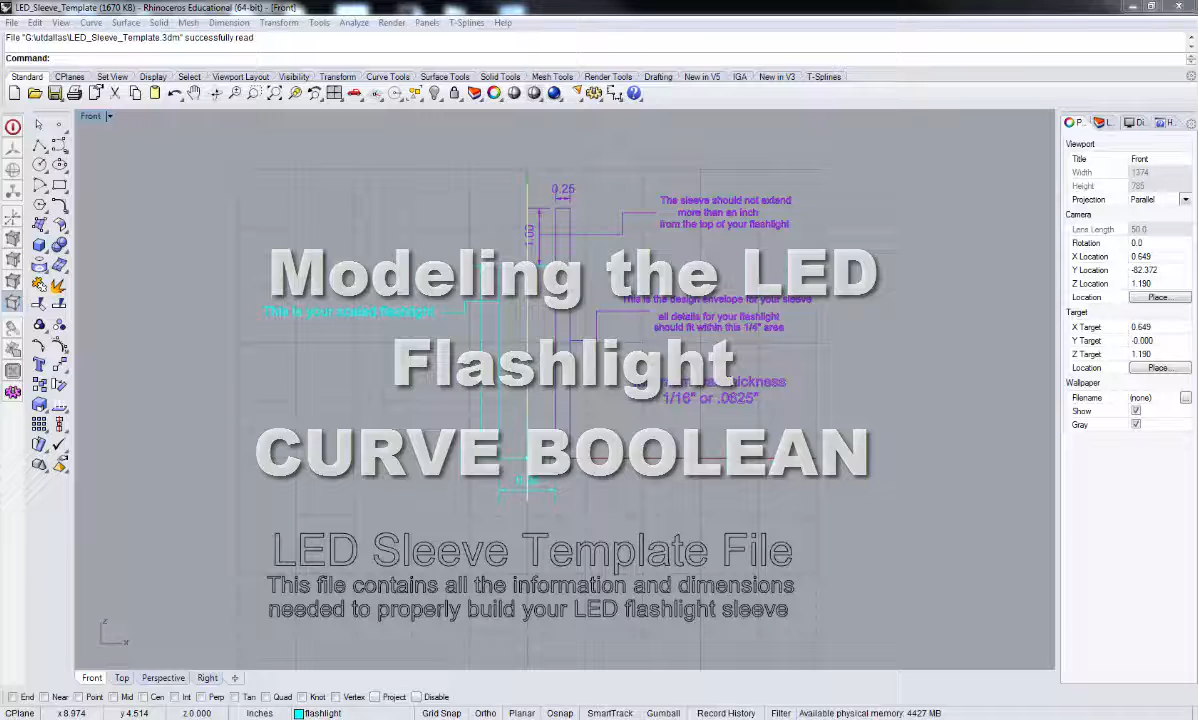 LED_Sleeve_Template (1670 KB) - Rhinoceros Educational (64-bit) - [Front]
File Edit View Curve Surface Solid Mesh Dimension Transform Tools Analyze Render Panels T-Splines Help
File "G:\utdallas\LED_Sleeve_Template.3dm" successfully read
Command:
Standard CPlanes Set View Display Select Viewport Layout Visibility Transform Curve Tools Surface Tools Solid Tools Mesh Tools Render Tools Drafting New in V5 IGA New in V3 T-Splines
Front
0.25
The sleeve should not extend
more than an inch
from the top of your flashlight
1.00
Modeling the LED
This is the design envelope for your sleeve
This is your scaled flashlight
all details for your flashlight
should fit within this 1/4" area
Flashlight
thickness
1/16" or .0625"
CURVE BOOLEAN
LED Sleeve Template File
This file contains all the information and dimensions
needed to properly build your LED flashlight sleeve
z
x
P.. L.. Di H..
Viewport
Title Front
Width 1374
Height 785
Projection Parallel
Camera
Lens Length 50.0
Rotation 0.0
X Location 0.649
Y Location -82.372
Z Location 1.190
Location Place...
Target
X Target 0.649
Y Target -0.000
Z Target 1.190
Location Place...
Wallpaper
Filename (none) ...
Show
Gray
Front Top Perspective Right
End Near Point Mid Cen Int Perp Tan Quad Knot Vertex Project Disable
CPlane x 8.974 y 4.514 z 0.000 Inches flashlight Grid Snap Ortho Planar Osnap SmartTrack Gumball Record History Filter Available physical memory: 4427 MB